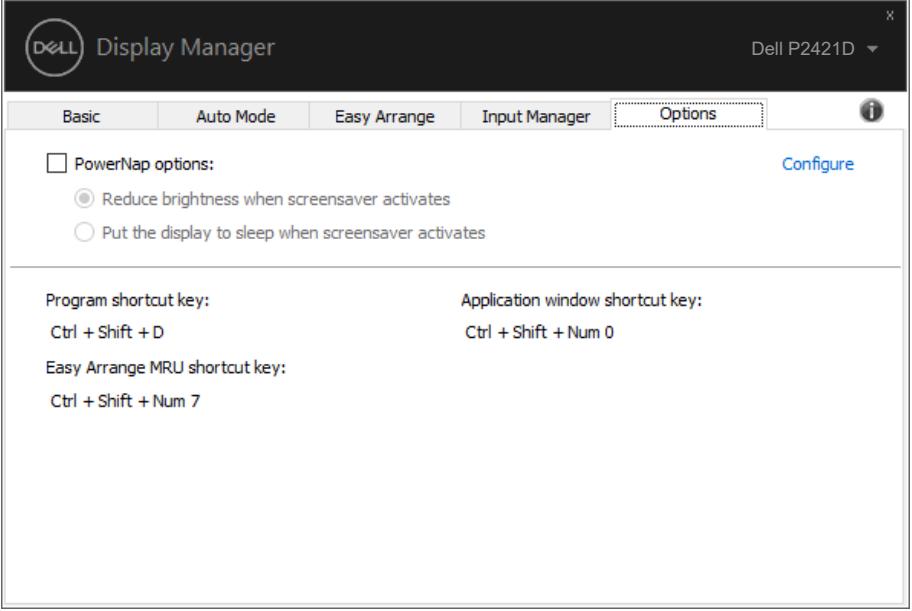 x
DELL Display Manager
Dell P2421D
Basic Auto Mode Easy Arrange Input Manager Options i
PowerNap options: Configure
Reduce brightness when screensaver activates
Put the display to sleep when screensaver activates
Program shortcut key: Application window shortcut key:
Ctrl + Shift + D Ctrl + Shift + Num 0
Easy Arrange MRU shortcut key:
Ctrl + Shift + Num 7